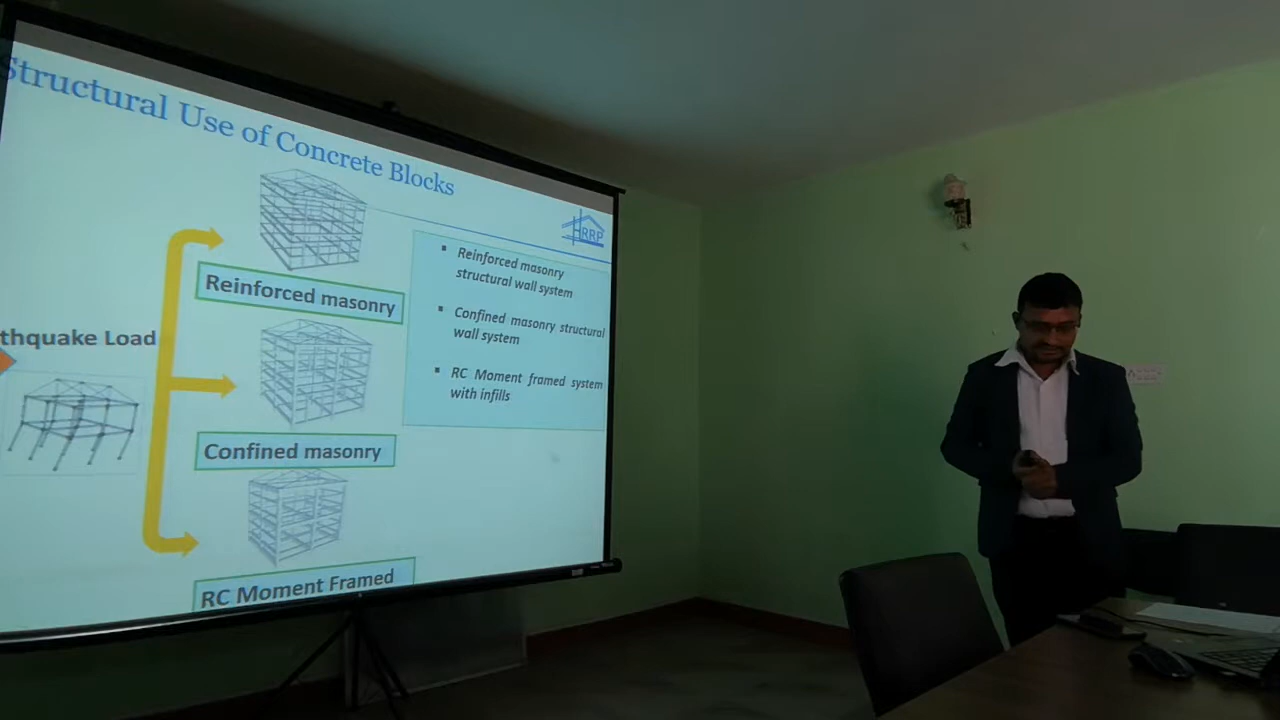 Structural Use of Concrete Blocks
HRRP
Reinforced masonry
structural wall system
Confined masonry structural
wall system
RC Moment framed system
with infills
thquake Load
Reinforced masonry
Confined masonry
RC Moment Framed